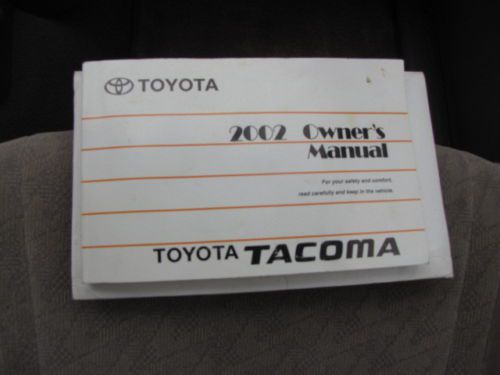 TOYOTA
2002 Owner's
Manual
For your safety and comfort,
read carefully and keep in the vehicle.
TOYOTA TACOMA